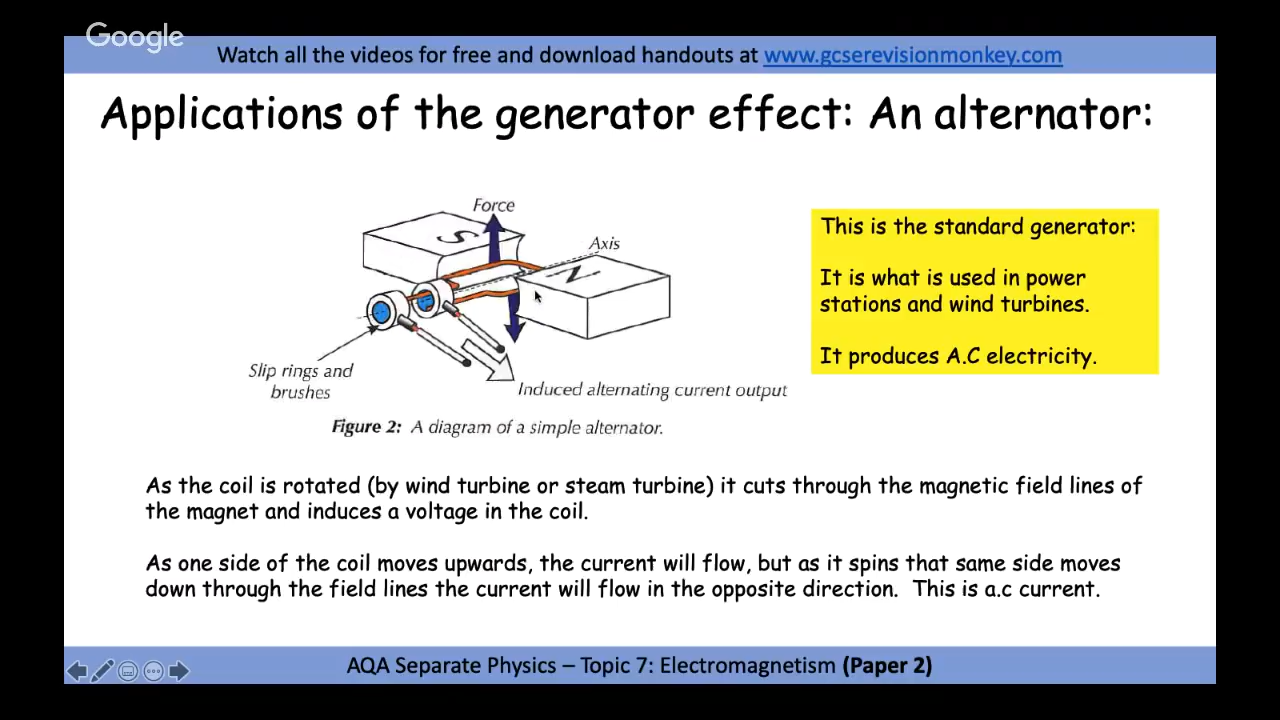 Google
Watch all the videos for free and download handouts at www.gcserevisionmonkey.com
Applications of the generator effect: An alternator:
Force
S
Axis
N
Slip rings and
brushes
Induced alternating current output
Figure 2: A diagram of a simple alternator.
This is the standard generator:
It is what is used in power
stations and wind turbines.
It produces A.C electricity.
As the coil is rotated (by wind turbine or steam turbine) it cuts through the magnetic field lines of
the magnet and induces a voltage in the coil.
As one side of the coil moves upwards, the current will flow, but as it spins that same side moves
down through the field lines the current will flow in the opposite direction. This is a.c current.
AQA Separate Physics – Topic 7: Electromagnetism (Paper 2)